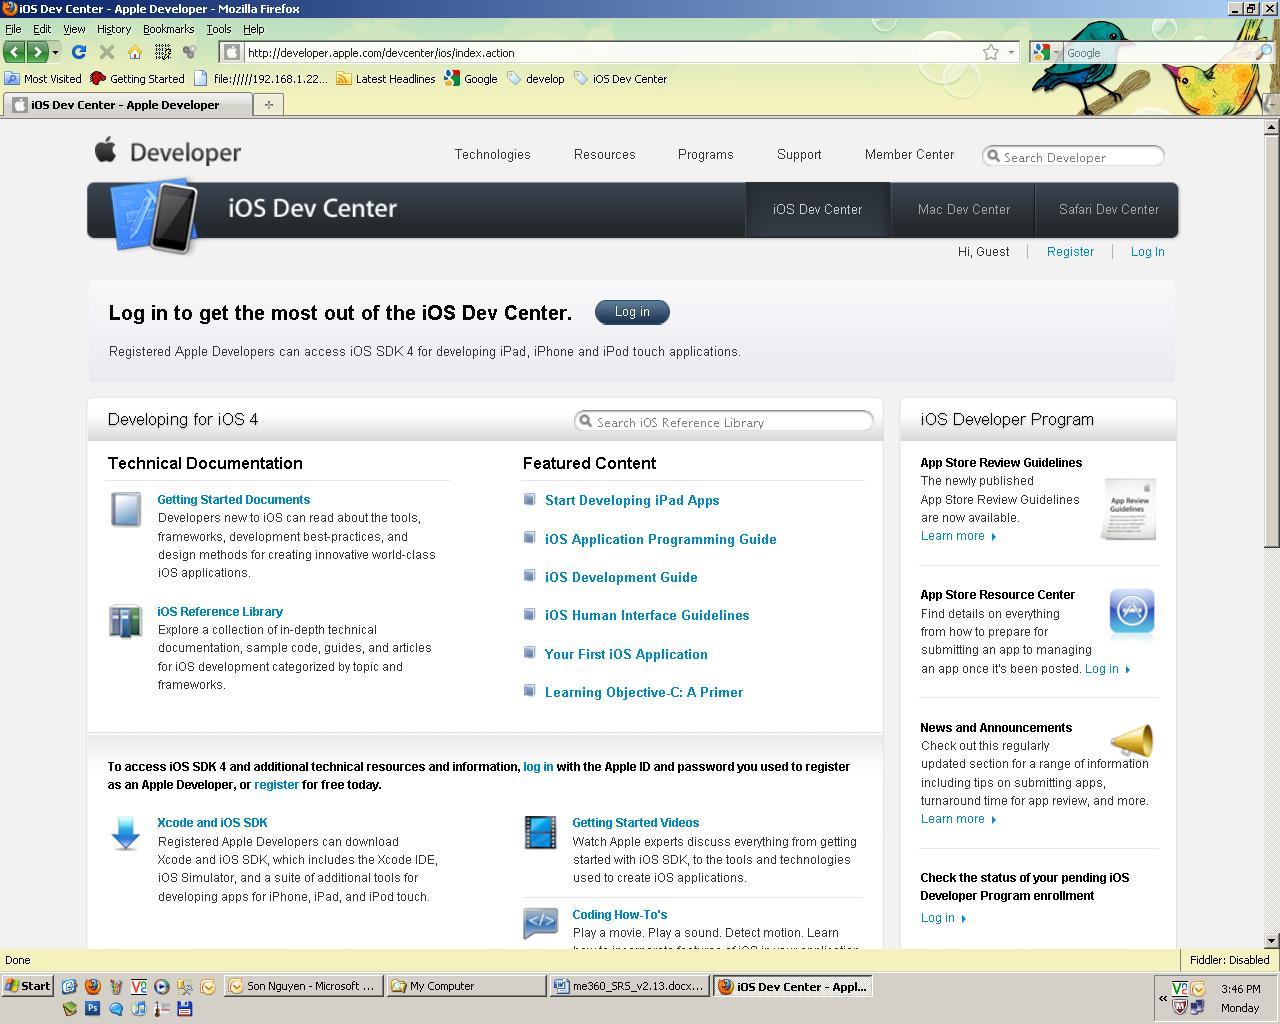 iOS Dev Center - Apple Developer - Mozilla Firefox
File Edit View History Bookmarks Tools Help
http://developer.apple.com/devcenter/ios/index.action
Google
Most Visited Getting Started file://///192.168.1.22... Latest Headlines Google develop iOS Dev Center
iOS Dev Center - Apple Developer
Developer
Technologies Resources Programs Support Member Center Search Developer
iOS Dev Center
iOS Dev Center Mac Dev Center Safari Dev Center
Hi, Guest Register Log In
Log in to get the most out of the iOS Dev Center. Log in
Registered Apple Developers can access iOS SDK 4 for developing iPad, iPhone and iPod touch applications.
Developing for iOS 4
Search iOS Reference Library
Technical Documentation
Getting Started Documents
Developers new to iOS can read about the tools,
frameworks, development best-practices, and
design methods for creating innovative world-class
iOS applications.
iOS Reference Library
Explore a collection of in-depth technical
documentation, sample code, guides, and articles
for iOS development categorized by topic and
frameworks.
Featured Content
Start Developing iPad Apps
iOS Application Programming Guide
iOS Development Guide
iOS Human Interface Guidelines
Your First iOS Application
Learning Objective-C: A Primer
To access iOS SDK 4 and additional technical resources and information, log in with the Apple ID and password you used to register
as an Apple Developer, or register for free today.
Xcode and iOS SDK
Registered Apple Developers can download
Xcode and iOS SDK, which includes the Xcode IDE,
iOS Simulator, and a suite of additional tools for
developing apps for iPhone, iPad, and iPod touch.
Getting Started Videos
Watch Apple experts discuss everything from getting
started with iOS SDK, to the tools and technologies
used to create iOS applications.
Coding How-To's
Play a movie. Play a sound. Detect motion. Learn
how to incorporate features of iOS in your application
iOS Developer Program
App Store Review Guidelines
The newly published
App Store Review Guidelines
are now available.
Learn more
App Review
Guidelines
App Store Resource Center
Find details on everything
from how to prepare for
submitting an app to managing
an app once it's been posted. Log in
News and Announcements
Check out this regularly
updated section for a range of information
including tips on submitting apps,
turnaround time for app review, and more.
Learn more
Check the status of your pending iOS
Developer Program enrollment
Log in
Done
Fiddler: Disabled
Start
Son Nguyen - Microsoft ... My Computer me360_SRS_v2.13.docx... iOS Dev Center - Appl...
3:46 PM
Monday